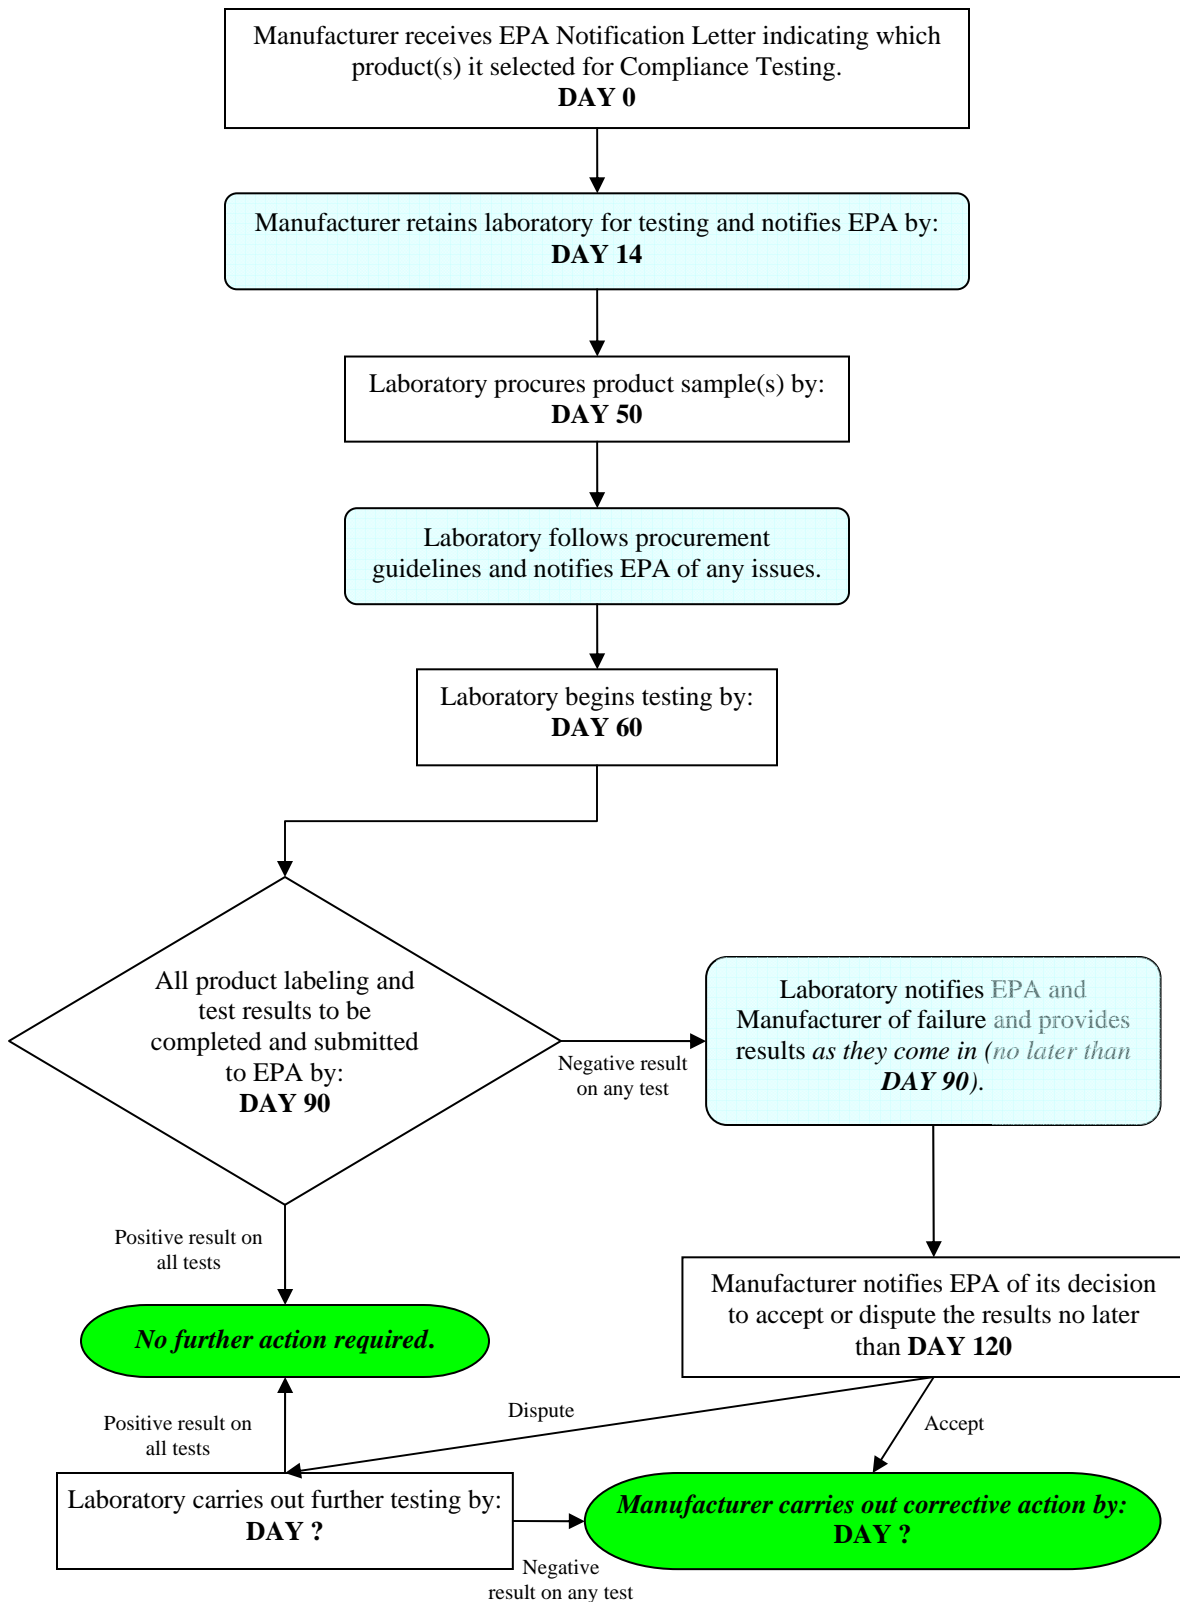 Manufacturer receives EPA Notification Letter indicating which
product(s) it selected for Compliance Testing.
DAY 0
Manufacturer retains laboratory for testing and notifies EPA by:
DAY 14
Laboratory procures product sample(s) by:
DAY 50
Laboratory follows procurement
guidelines and notifies EPA of any issues.
Laboratory begins testing by:
DAY 60
All product labeling and
test results to be
completed and submitted
to EPA by:
DAY 90
Negative result
on any test
Laboratory notifies EPA and
Manufacturer of failure and provides
results as they come in (no later than
DAY 90).
Positive result on
all tests
No further action required.
Manufacturer notifies EPA of its decision
to accept or dispute the results no later
than DAY 120
Dispute
Accept
Positive result on
all tests
Laboratory carries out further testing by:
DAY ?
Negative
result on any test
Manufacturer carries out corrective action by:
DAY ?